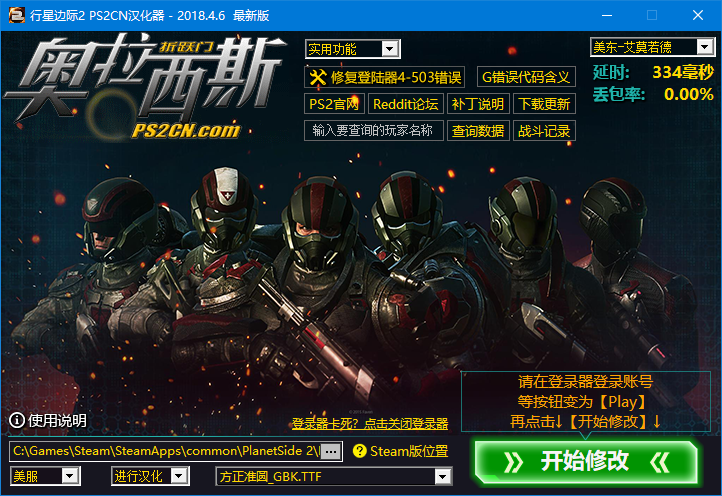 行星边际2 PS2CN汉化器 - 2018.4.6 最新版
奥拉西斯
折跃门
PS2CN.com
实用功能
美东-艾莫若德
修复登陆器4-503错误
G错误代码含义
延时: 334毫秒
丢包率: 0.00%
PS2官网
Reddit论坛
补丁说明
下载更新
输入要查询的玩家名称
查询数据
战斗记录
请在登录器登录账号
等按钮变为【Play】
再点击↓【开始修改】↓
使用说明
登录器卡死？点击关闭登录器
C:\Games\Steam\SteamApps\common\PlanetSide 2\
...
Steam版位置
开始修改
美服
进行汉化
方正准圆_GBK.TTF